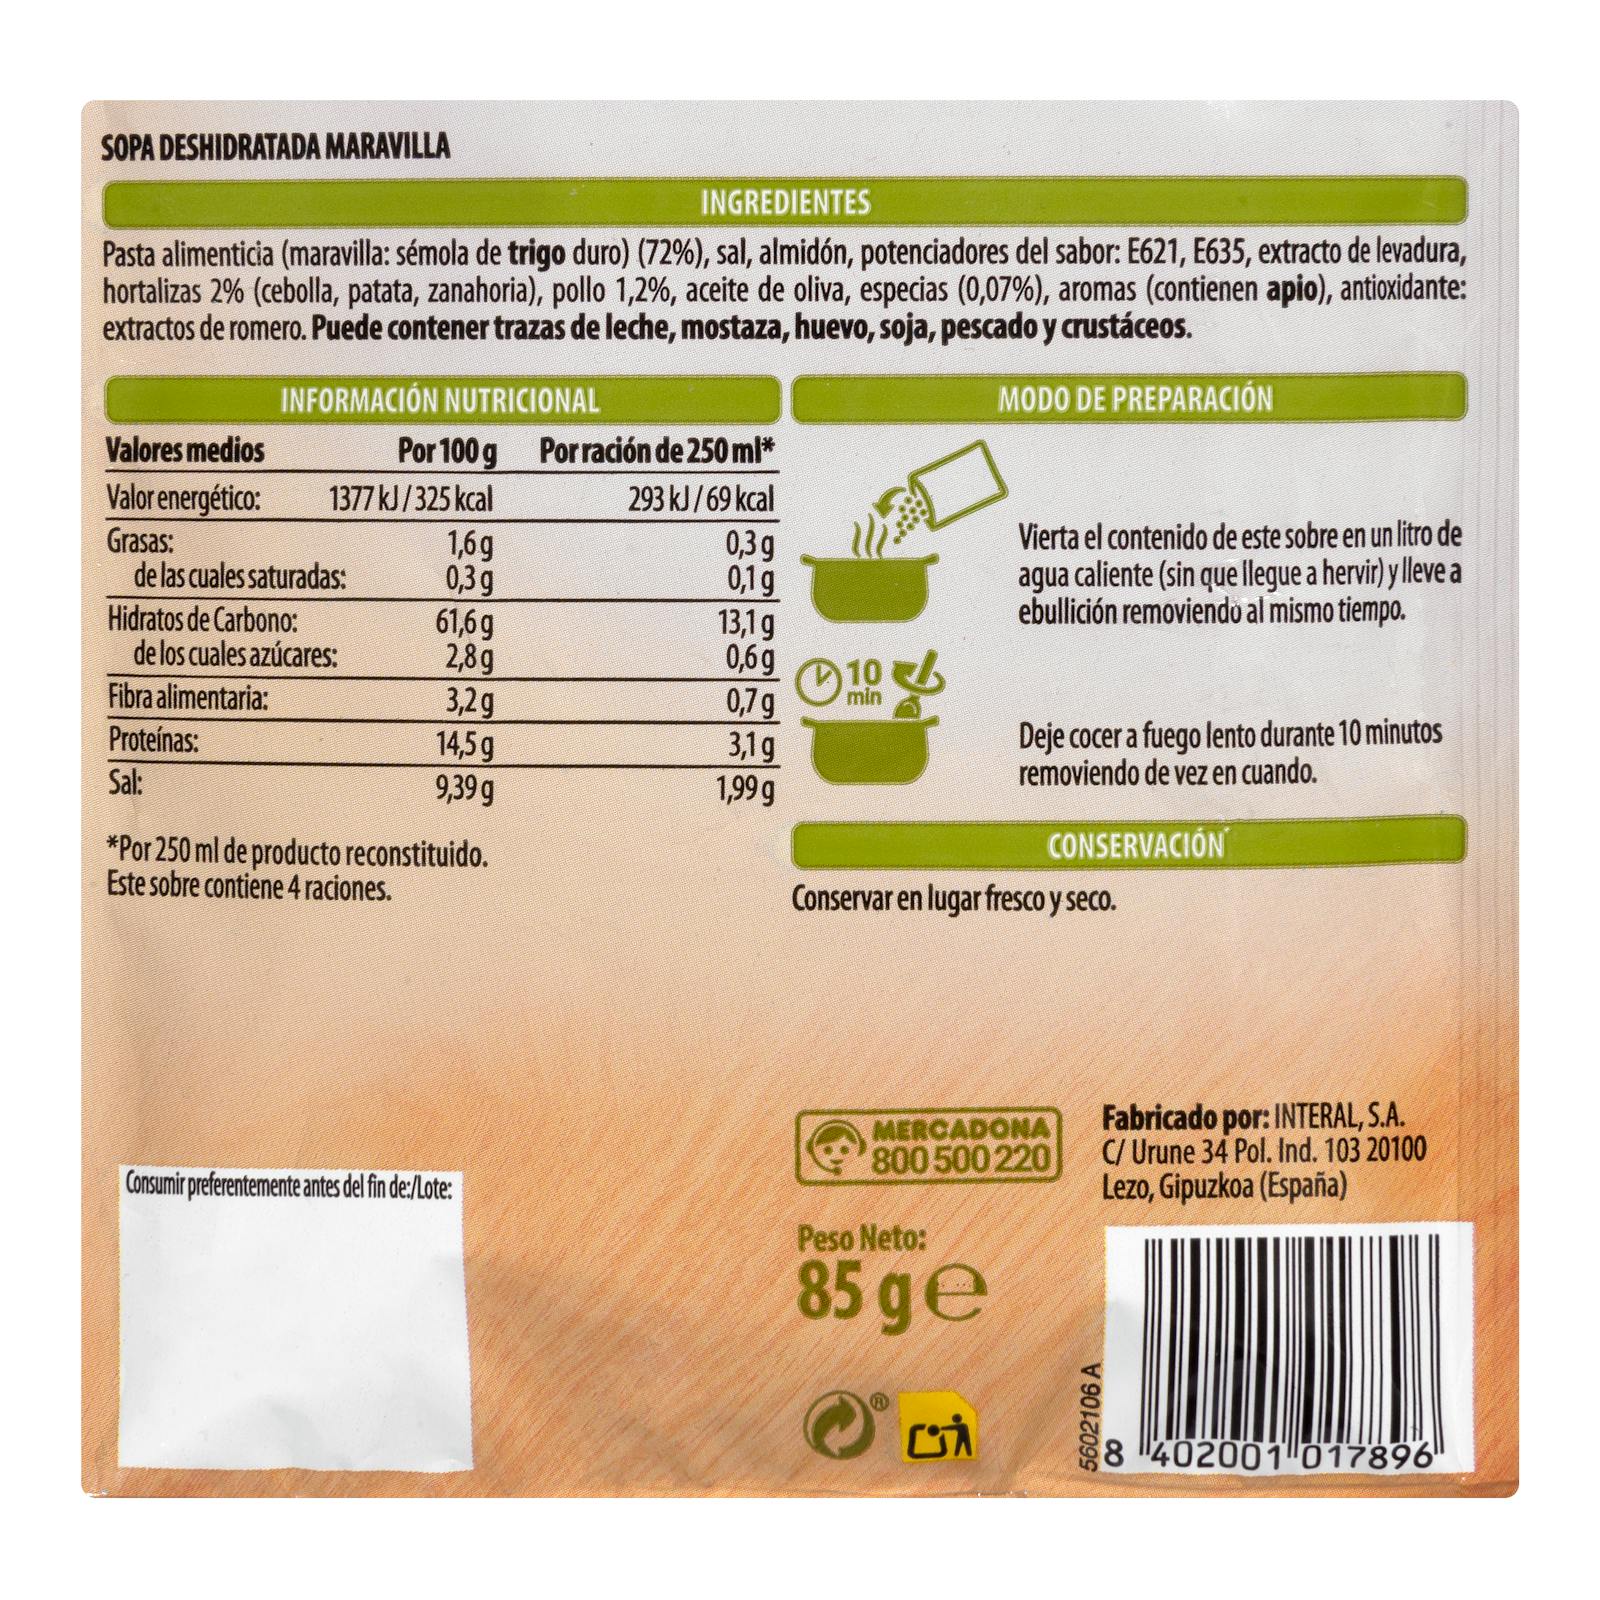 SOPA DESHIDRATADA MARAVILLA
INGREDIENTES
Pasta alimenticia (maravilla: sémola de trigo duro) (72%), sal, almidón, potenciadores del sabor: E621, E635, extracto de levadura,
hortalizas 2% (cebolla, patata, zanahoria), pollo 1,2%, aceite de oliva, especias (0,07%), aromas (contienen apio), antioxidante:
extractos de romero. Puede contener trazas de leche, mostaza, huevo, soja, pescado y crustáceos.
INFORMACIÓN NUTRICIONAL
Valores medios Por 100 g Por ración de 250 ml*
Valor energético: 1377 kJ / 325 kcal 293 kJ / 69 kcal
Grasas: 1,6 g 0,3 g
de las cuales saturadas: 0,3 g 0,1 g
Hidratos de Carbono: 61,6 g 13,1 g
de los cuales azúcares: 2,8 g 0,6 g
Fibra alimentaria: 3,2 g 0,7 g
Proteínas: 14,5 g 3,1 g
Sal: 9,39 g 1,99 g
*Por 250 ml de producto reconstituido.
Este sobre contiene 4 raciones.
MODO DE PREPARACIÓN
Vierta el contenido de este sobre en un litro de
agua caliente (sin que llegue a hervir) y lleve a
ebullición removiendo al mismo tiempo.
10
min
Deje cocer a fuego lento durante 10 minutos
removiendo de vez en cuando.
CONSERVACIÓN
Conservar en lugar fresco y seco.
Consumir preferentemente antes del fin de:/Lote:
MERCADONA
800 500 220
Fabricado por: INTERAL, S.A.
C/ Urune 34 Pol. Ind. 103 20100
Lezo, Gipuzkoa (España)
Peso Neto:
85 g e
®
5602106 A
8 402001 017896